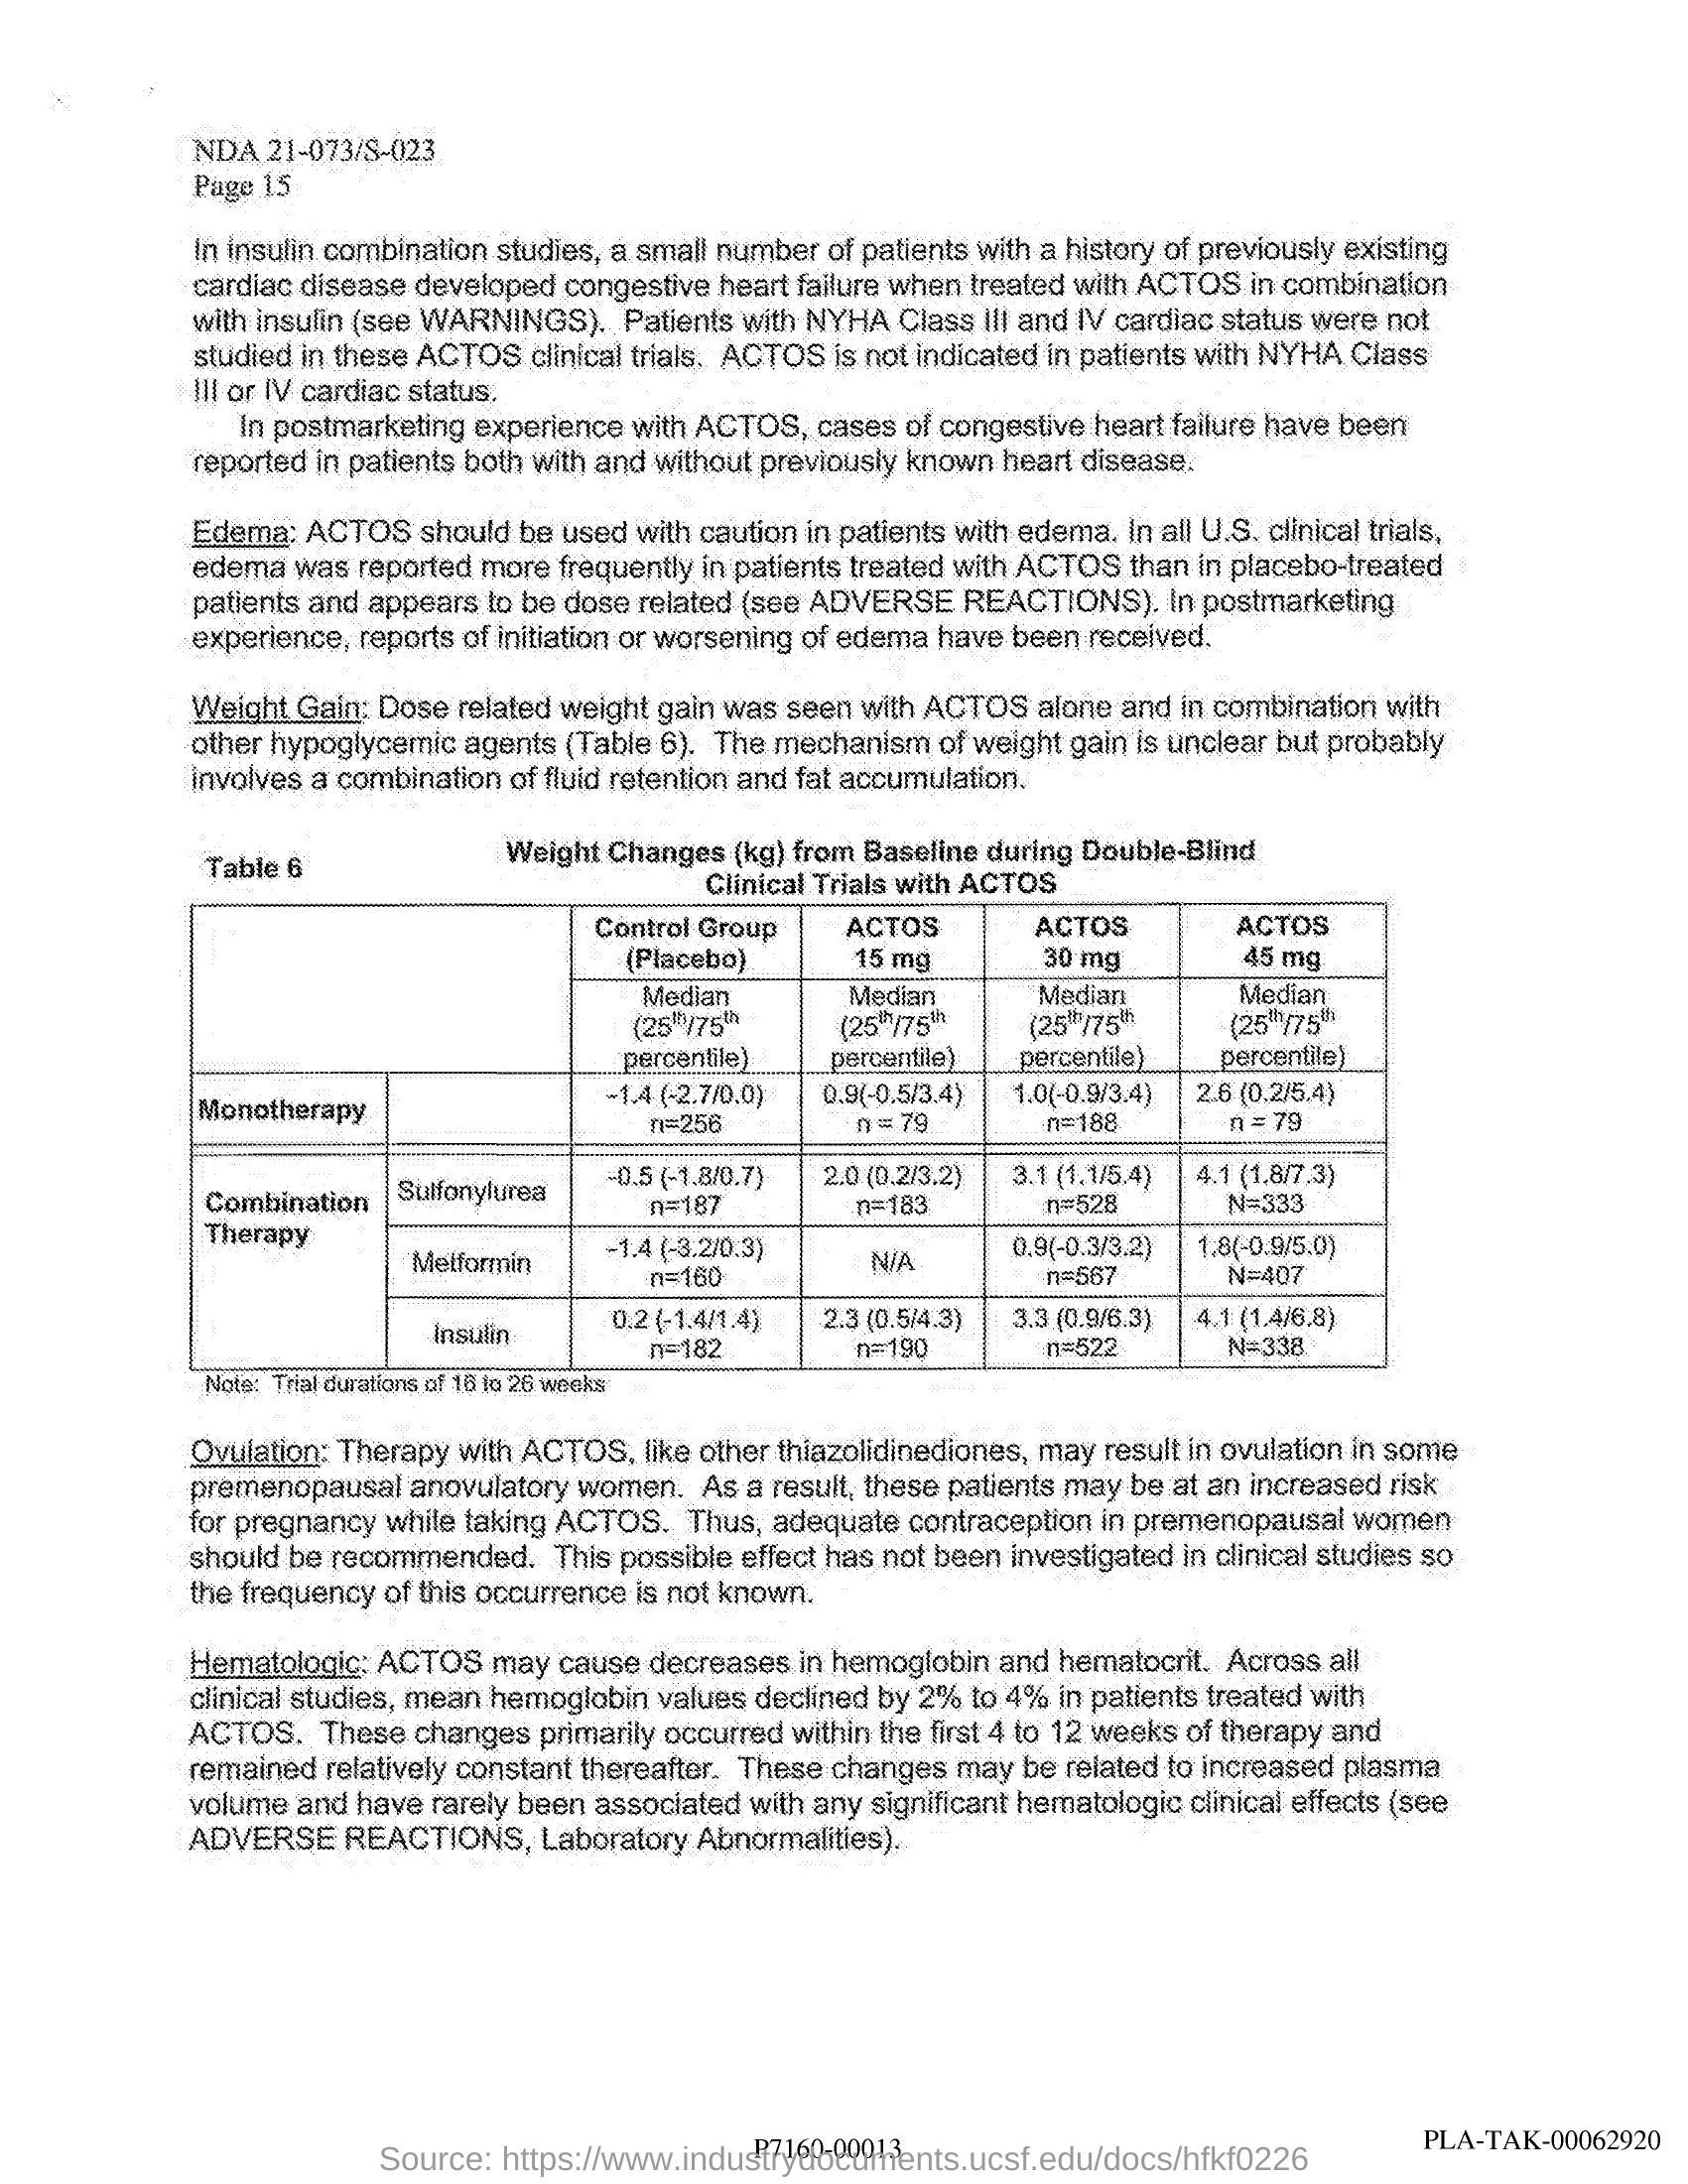 NDA 21-073/S-023
Page 15
In insulin combination studies, a small number of patients with a history of previously existing
cardiac disease developed congestive heart failure when treated with ACTOS in combination
with insulin (see WARNINGS). Patients with NYHA Class III and IV cardiac status were not
studied in these ACTOS clinical trials. ACTOS is not indicated in patients with NYHA Class
III or IV cardiac status.
In postmarketing experience with ACTOS, cases of congestive heart failure have been
reported in patients both with and without previously known heart disease.
Edema: ACTOS should be used with caution in patients with edema. In all U.S. clinical trials,
edema was reported more frequently in patients treated with ACTOS than in placebo-treated
patients and appears to be dose related (see ADVERSE REACTIONS). In postmarketing
experience, reports of initiation or worsening of edema have been received.
Weight Gain: Dose related weight gain was seen with ACTOS alone and in combination with
other hypoglycemic agents (Table 6). The mechanism of weight gain is unclear but probably
involves a combination of fluid retention and fat accumulation.
Table 6
Weight Changes (kg) from Baseline during Double-Blind
Clinical Trials with ACTOS
Control Group ACTOS ACTOS ACTOS
(Placebo) 15 mg 30 mg 45 mg
Median Median Median Median
(25th/75th (25th/75th (25th/75th (25th/75th
percentile) percentile) percentile) percentile)
Monotherapy -1.4 (-2.7/0.0) 0.9(-0.5/3.4) 1.0(-0.9/3.4) 2.6 (0.2/5.4)
n=256 n = 79 n=188 n = 79
Combination Therapy Sulfonylurea -0.5 (-1.8/0.7) 2.0 (0.2/3.2) 3.1 (1.1/5.4) 4.1 (1.8/7.3)
n=187 n=183 n=528 N=333
Metformin -1.4 (-3.2/0.3) N/A 0.9(-0.3/3.2) 1.8(-0.9/5.0)
n=160 n=567 N=407
Insulin 0.2 (-1.4/1.4) 2.3 (0.5/4.3) 3.3 (0.9/6.3) 4.1 (1.4/6.8)
n=182 n=190 n=522 N=338
Note: Trial durations of 16 to 26 weeks
Ovulation: Therapy with ACTOS, like other thiazolidinediones, may result in ovulation in some
premenopausal anovulatory women. As a result, these patients may be at an increased risk
for pregnancy while taking ACTOS. Thus, adequate contraception in premenopausal women
should be recommended. This possible effect has not been investigated in clinical studies so
the frequency of this occurrence is not known.
Hematologic: ACTOS may cause decreases in hemoglobin and hematocrit. Across all
clinical studies, mean hemoglobin values declined by 2% to 4% in patients treated with
ACTOS. These changes primarily occurred within the first 4 to 12 weeks of therapy and
remained relatively constant thereafter. These changes may be related to increased plasma
volume and have rarely been associated with any significant hematologic clinical effects (see
ADVERSE REACTIONS, Laboratory Abnormalities).
PLA-TAK-00062920
P7160-00013
Source: https://www.industrydocuments.ucsf.edu/docs/hfkf0226